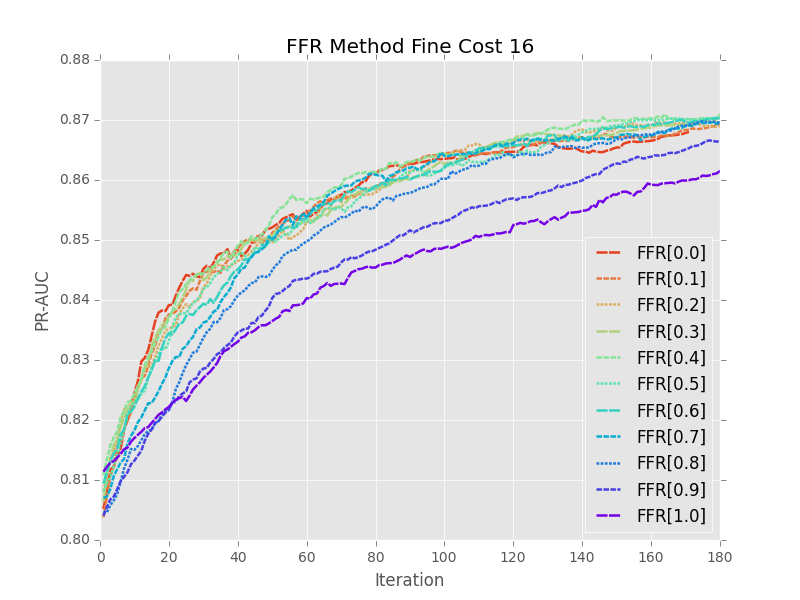 FFR Method Fine Cost 16
0.88
0.87
0.86
0.85
0.84
0.83
0.82
0.81
0.80
PR-AUC
FFR[0.0]
FFR[0.1]
FFR[0.2]
FFR[0.3]
FFR[0.4]
FFR[0.5]
FFR[0.6]
FFR[0.7]
FFR[0.8]
FFR[0.9]
FFR[1.0]
0 20 40 60 80 100 120 140 160 180
Iteration